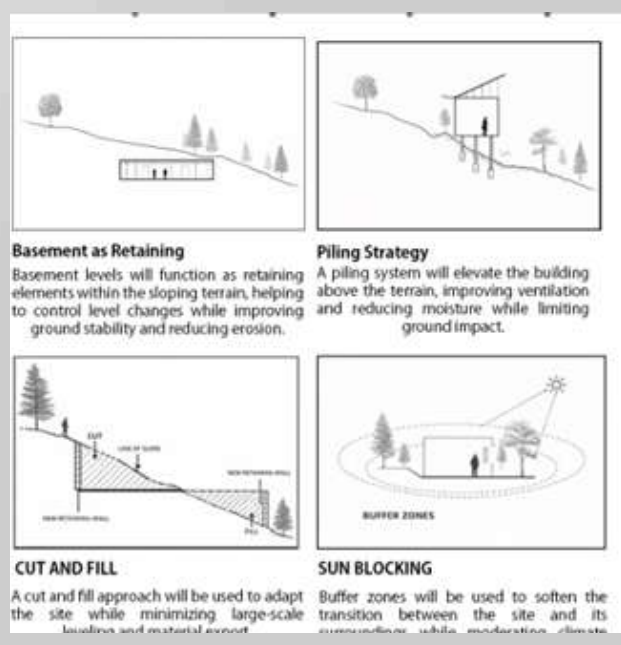 Basement as Retaining
Basement levels will function as retaining
elements within the sloping terrain, helping
to control level changes while improving
ground stability and reducing erosion.
Piling Strategy
A piling system will elevate the building
above the terrain, improving ventilation
and reducing moisture while limiting
ground impact.
CUT
LINE OF SLOPE
NEW RETAINING WALL
NEW RETAINING WALL
FILL
CUT AND FILL
A cut and fill approach will be used to adapt
the site while minimizing large-scale
leveling and material export
BUFFER ZONES
SUN BLOCKING
Buffer zones will be used to soften the
transition between the site and its
surroundings while moderating climate